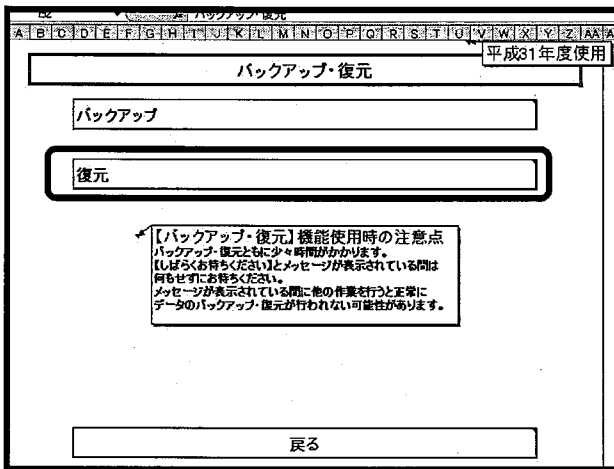 バックアップ・復元
A B C D E F G H I J K L M N O P Q R S T U V W X Y Z AA A
平成31年度使用
バックアップ・復元
バックアップ
復元
【バックアップ・復元】機能使用時の注意点
バックアップ・復元ともに少々時間がかかります。
【しばらくお待ちください】とメッセージが表示されている間は
何もせずにお待ちください。
メッセージが表示されている間に他の作業を行うと正常に
データのバックアップ・復元が行われない可能性があります。
戻る